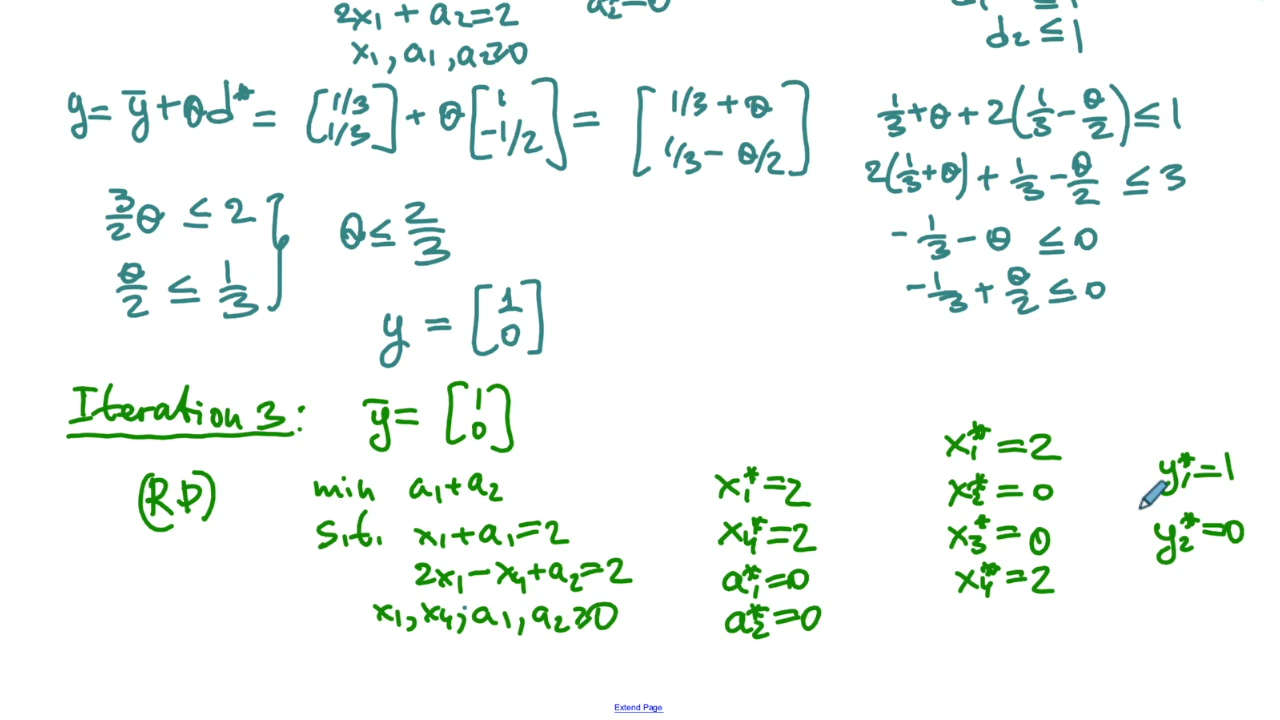 2x₁ + a₂ = 2
x₁, a₁, a₂ ≥ 0
a₂* = 0
d₂ ≤ 1
y = ȳ + θd* = [1/3 1/3] + θ[1 -1/2] = [1/3 + θ 1/3 - θ/2]
1/3 + θ + 2(1/3 - θ/2) ≤ 1
2(1/3 + θ) + 1/3 - θ/2 ≤ 3
-1/3 - θ ≤ 0
-1/3 + θ/2 ≤ 0
3/2 θ ≤ 2
θ/2 ≤ 1/3
θ ≤ 2/3
y = [1 0]
Iteration 3: ȳ = [1 0]
(RP) min a₁ + a₂
s.t. x₁ + a₁ = 2
2x₁ - x₄ + a₂ = 2
x₁, x₄, a₁, a₂ ≥ 0
x₁* = 2
x₄* = 2
a₁* = 0
a₂* = 0
x₁* = 2
x₂* = 0
x₃* = 0
x₄* = 2
y₁* = 1
y₂* = 0
Extend Page